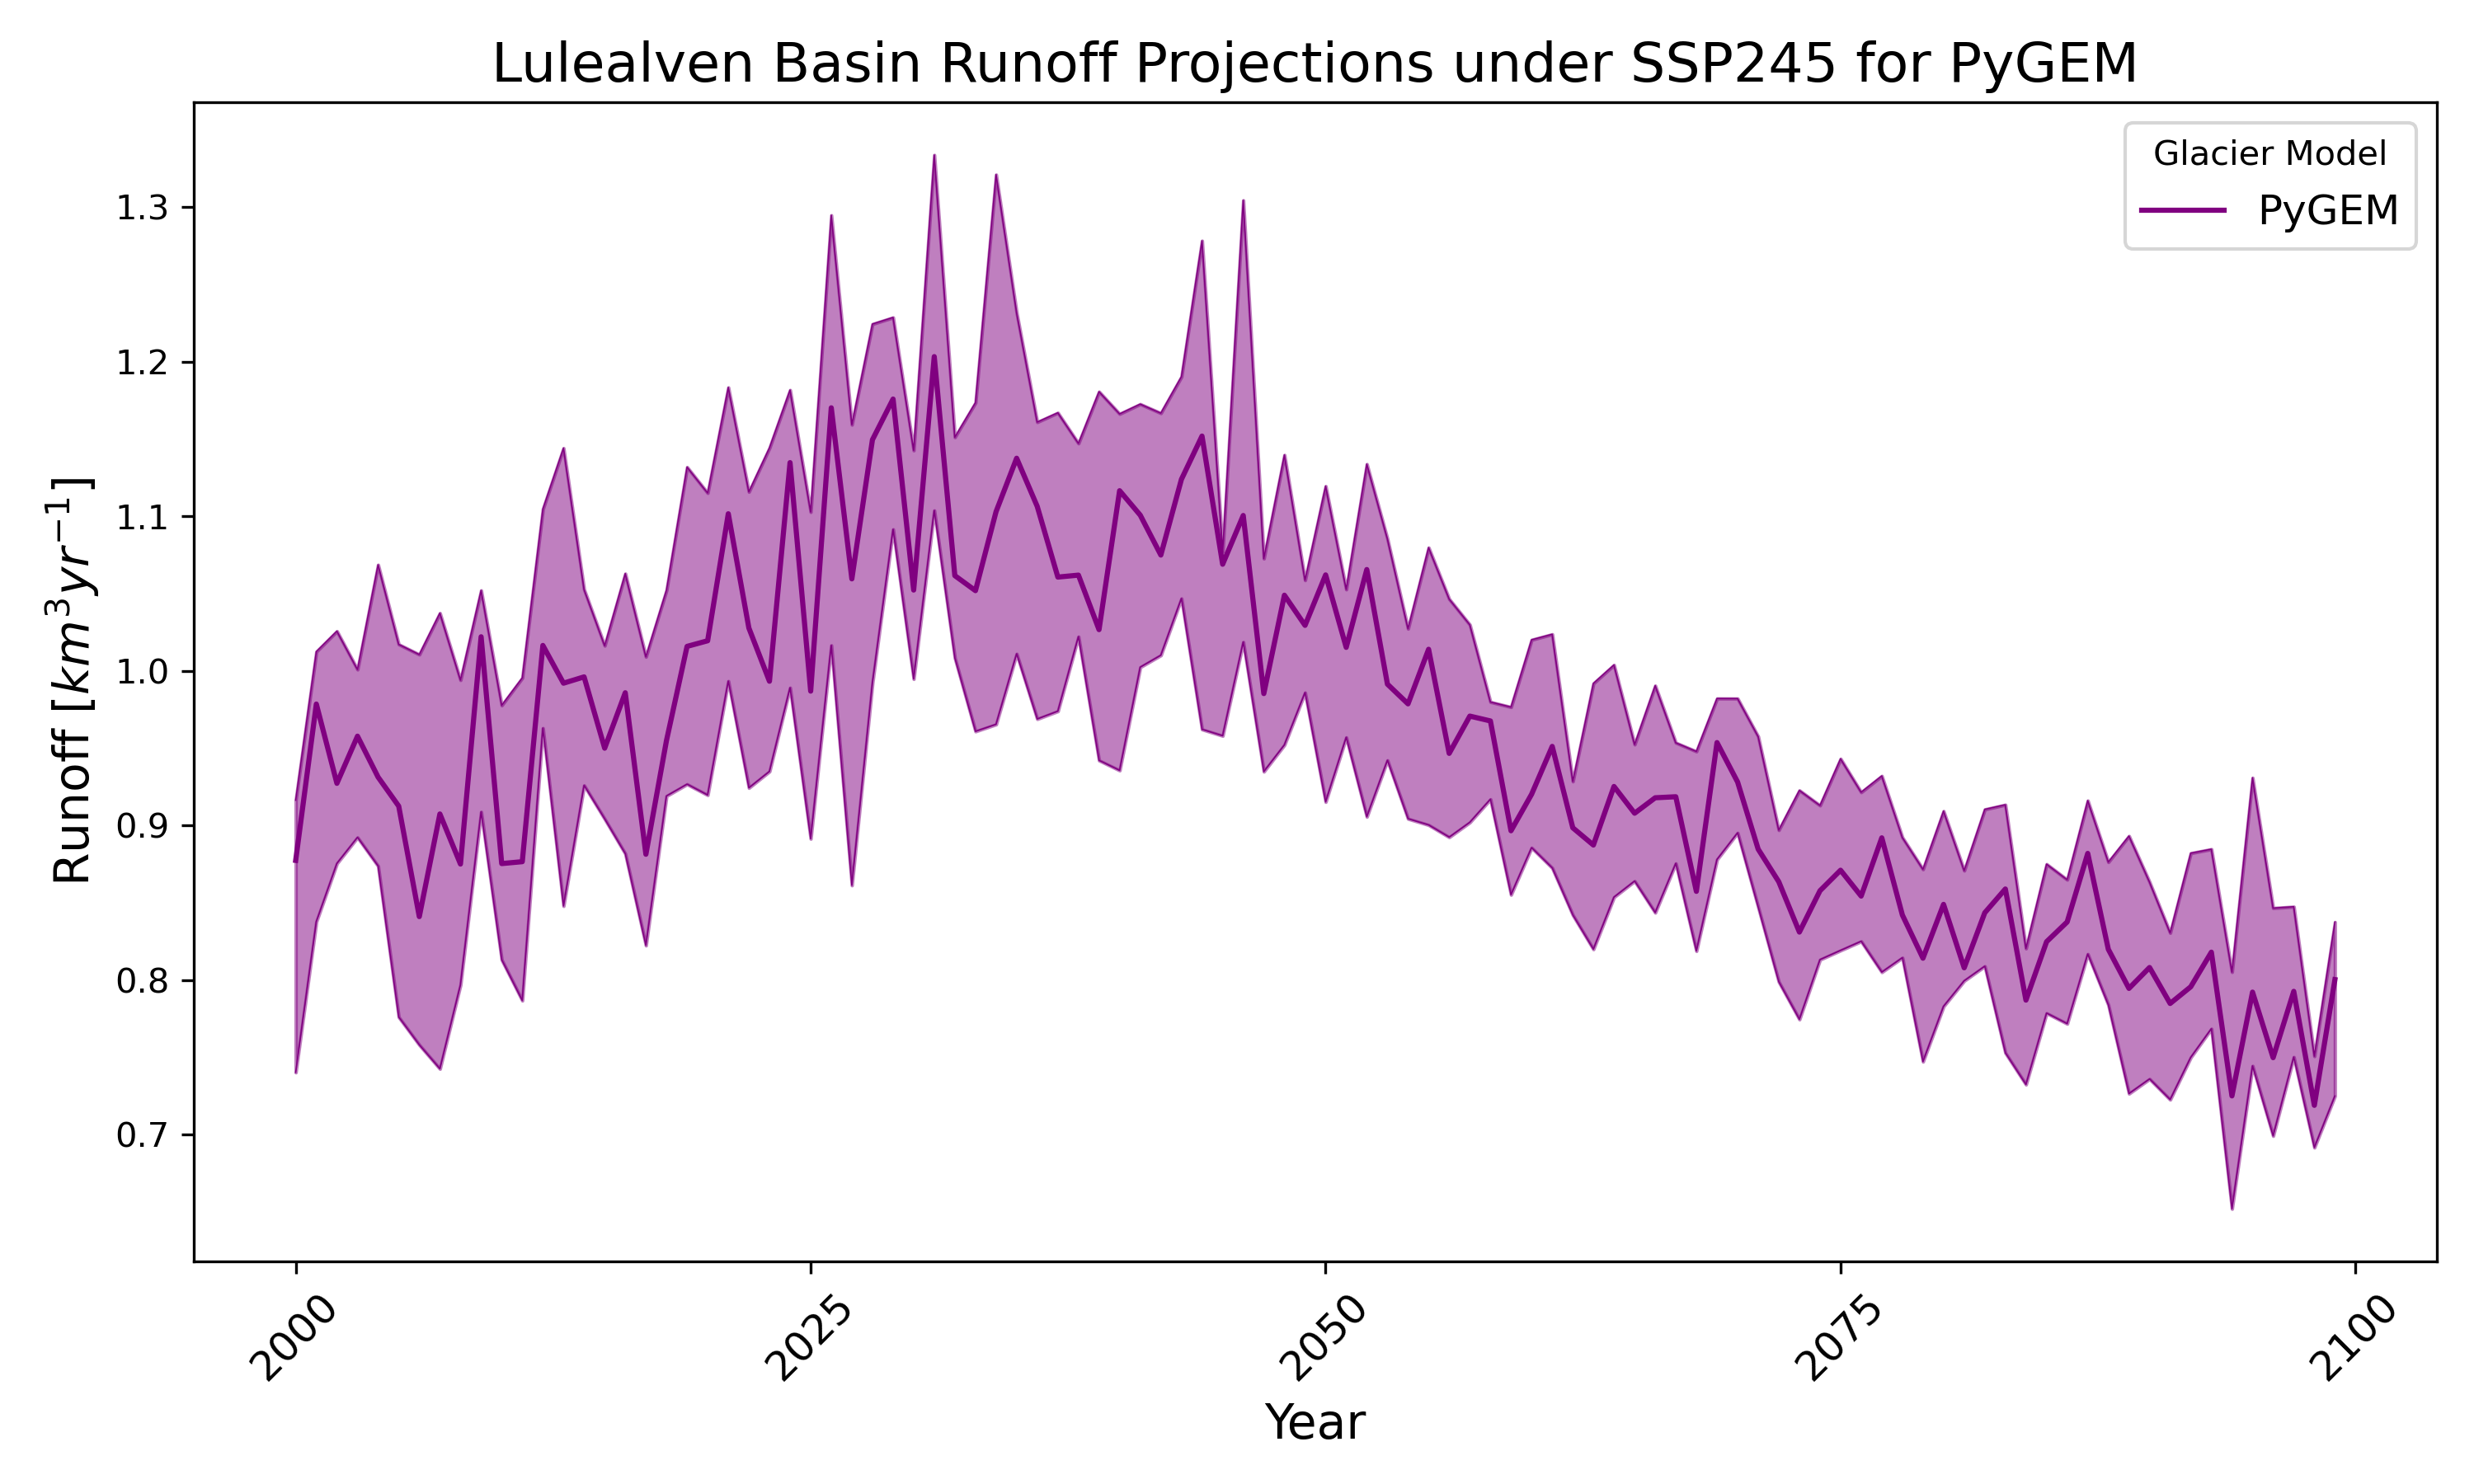 Lulealven Basin Runoff Projections under SSP245 for PyGEM
Glacier Model
PyGEM
Runoff [km³yr⁻¹]
1.3
1.2
1.1
1.0
0.9
0.8
0.7
2000
2025
2050
2075
2100
Year